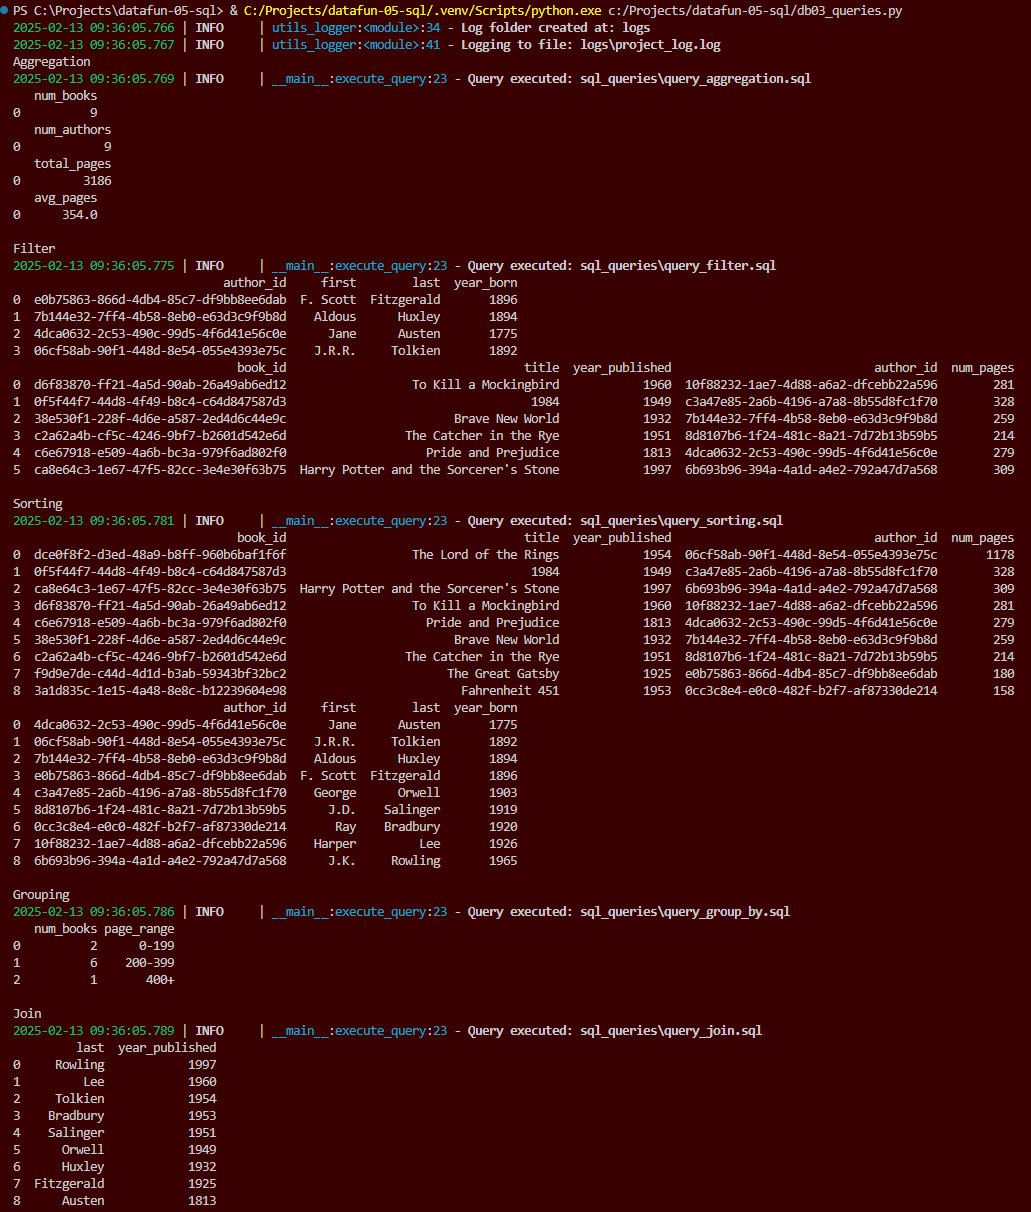 PS C:\Projects\datafun-05-sql> & C:/Projects/datafun-05-sql/.venv/Scripts/python.exe c:/Projects/datafun-05-sql/db03_queries.py
2025-02-13 09:36:05.766 | INFO     | utils_logger:<module>:34 - Log folder created at: logs
2025-02-13 09:36:05.767 | INFO     | utils_logger:<module>:41 - Logging to file: logs\project_log.log
Aggregation
2025-02-13 09:36:05.769 | INFO     | __main__:execute_query:23 - Query executed: sql_queries\query_aggregation.sql
   num_books
0          9
   num_authors
0            9
   total_pages
0         3186
   avg_pages
0      354.0

Filter
2025-02-13 09:36:05.775 | INFO     | __main__:execute_query:23 - Query executed: sql_queries\query_filter.sql
                              author_id     first        last  year_born
0  e0b75863-866d-4db4-85c7-df9bb8ee6dab  F. Scott  Fitzgerald       1896
1  7b144e32-7ff4-4b58-8eb0-e63d3c9f9b8d    Aldous      Huxley       1894
2  4dca0632-2c53-490c-99d5-4f6d41e56c0e      Jane      Austen       1775
3  06cf58ab-90f1-448d-8e54-055e4393e75c    J.R.R.     Tolkien       1892
                                book_id                                  title  year_published                             author_id  num_pages
0  d6f83870-ff21-4a5d-90ab-26a49ab6ed12                  To Kill a Mockingbird            1960  10f88232-1ae7-4d88-a6a2-dfcebb22a596        281
1  0f5f44f7-44d8-4f49-b8c4-c64d847587d3                                   1984            1949  c3a47e85-2a6b-4196-a7a8-8b55d8fc1f70        328
2  38e530f1-228f-4d6e-a587-2ed4d6c44e9c                        Brave New World            1932  7b144e32-7ff4-4b58-8eb0-e63d3c9f9b8d        259
3  c2a62a4b-cf5c-4246-9bf7-b2601d542e6d                 The Catcher in the Rye            1951  8d8107b6-1f24-481c-8a21-7d72b13b59b5        214
4  c6e67918-e509-4a6b-bc3a-979f6ad802f0                    Pride and Prejudice            1813  4dca0632-2c53-490c-99d5-4f6d41e56c0e        279
5  ca8e64c3-1e67-47f5-82cc-3e4e30f63b75  Harry Potter and the Sorcerer's Stone            1997  6b693b96-394a-4a1d-a4e2-792a47d7a568        309

Sorting
2025-02-13 09:36:05.781 | INFO     | __main__:execute_query:23 - Query executed: sql_queries\query_sorting.sql
                                book_id                                  title  year_published                             author_id  num_pages
0  dce0f8f2-d3ed-48a9-b8ff-960b6baf1f6f                  The Lord of the Rings            1954  06cf58ab-90f1-448d-8e54-055e4393e75c       1178
1  0f5f44f7-44d8-4f49-b8c4-c64d847587d3                                   1984            1949  c3a47e85-2a6b-4196-a7a8-8b55d8fc1f70        328
2  ca8e64c3-1e67-47f5-82cc-3e4e30f63b75  Harry Potter and the Sorcerer's Stone            1997  6b693b96-394a-4a1d-a4e2-792a47d7a568        309
3  d6f83870-ff21-4a5d-90ab-26a49ab6ed12                  To Kill a Mockingbird            1960  10f88232-1ae7-4d88-a6a2-dfcebb22a596        281
4  c6e67918-e509-4a6b-bc3a-979f6ad802f0                    Pride and Prejudice            1813  4dca0632-2c53-490c-99d5-4f6d41e56c0e        279
5  38e530f1-228f-4d6e-a587-2ed4d6c44e9c                        Brave New World            1932  7b144e32-7ff4-4b58-8eb0-e63d3c9f9b8d        259
6  c2a62a4b-cf5c-4246-9bf7-b2601d542e6d                 The Catcher in the Rye            1951  8d8107b6-1f24-481c-8a21-7d72b13b59b5        214
7  f9d9e7de-c44d-4d1d-b3ab-59343bf32bc2                       The Great Gatsby            1925  e0b75863-866d-4db4-85c7-df9bb8ee6dab        180
8  3a1d835c-1e15-4a48-8e8c-b12239604e98                         Fahrenheit 451            1953  0cc3c8e4-e0c0-482f-b2f7-af87330de214        158
                              author_id     first        last  year_born
0  4dca0632-2c53-490c-99d5-4f6d41e56c0e      Jane      Austen       1775
1  06cf58ab-90f1-448d-8e54-055e4393e75c    J.R.R.     Tolkien       1892
2  7b144e32-7ff4-4b58-8eb0-e63d3c9f9b8d    Aldous      Huxley       1894
3  e0b75863-866d-4db4-85c7-df9bb8ee6dab  F. Scott  Fitzgerald       1896
4  c3a47e85-2a6b-4196-a7a8-8b55d8fc1f70    George      Orwell       1903
5  8d8107b6-1f24-481c-8a21-7d72b13b59b5      J.D.    Salinger       1919
6  0cc3c8e4-e0c0-482f-b2f7-af87330de214       Ray    Bradbury       1920
7  10f88232-1ae7-4d88-a6a2-dfcebb22a596    Harper         Lee       1926
8  6b693b96-394a-4a1d-a4e2-792a47d7a568      J.K.     Rowling       1965

Grouping
2025-02-13 09:36:05.786 | INFO     | __main__:execute_query:23 - Query executed: sql_queries\query_group_by.sql
   num_books page_range
0          2      0-199
1          6    200-399
2          1       400+

Join
2025-02-13 09:36:05.789 | INFO     | __main__:execute_query:23 - Query executed: sql_queries\query_join.sql
         last  year_published
0     Rowling            1997
1         Lee            1960
2     Tolkien            1954
3    Bradbury            1953
4    Salinger            1951
5      Orwell            1949
6      Huxley            1932
7  Fitzgerald            1925
8      Austen            1813